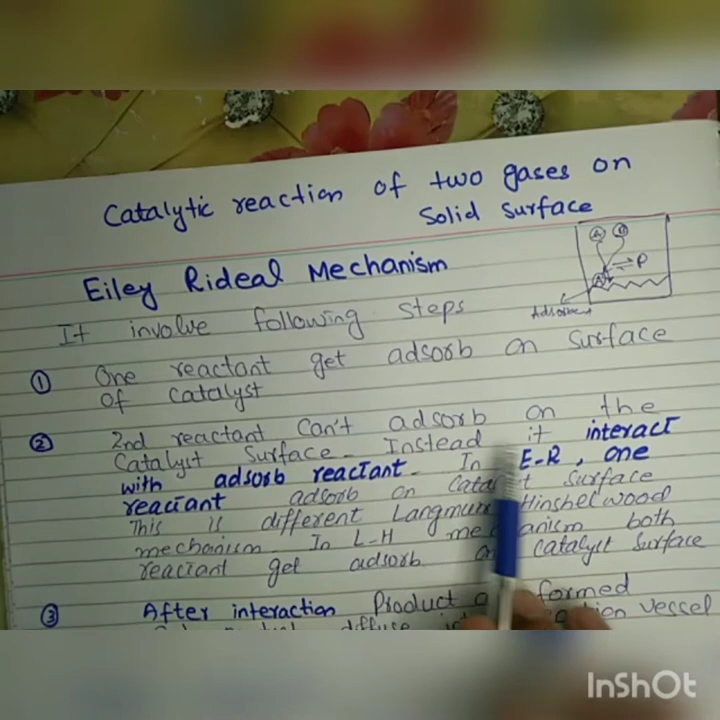 Catalytic reaction of two gases on
Solid Surface
A B
⇌ P
A
Adsorbent
Eiley Rideal Mechanism
It involve following steps
① One reactant get adsorb on surface
of catalyst
② 2nd reactant can't adsorb on the
Catalyst Surface. Instead it interact
with adsorb reactant. In E-R, one
reactant adsorb on Catalyst Surface
This is different Langmuir Hinshelwood
mechanism. In L-H mechanism both
reactant get adsorb on catalyst surface
③ After interaction Product formed
diffuse vessel
InShOt